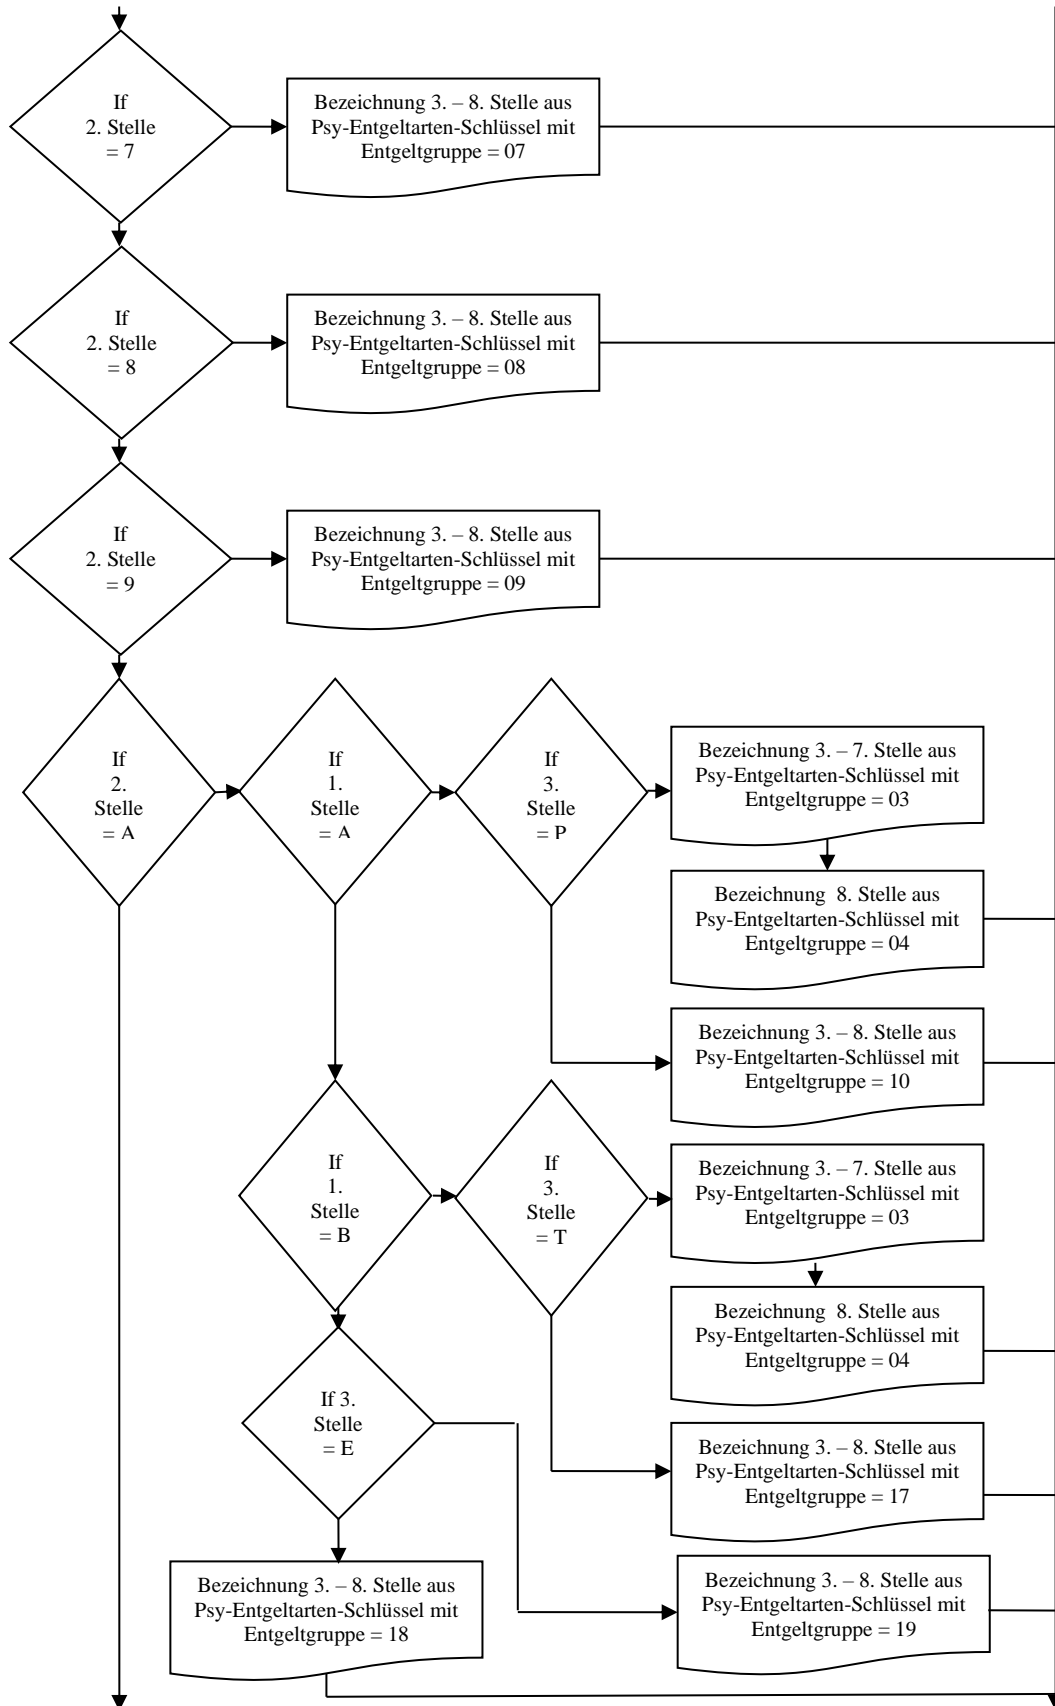 If
2. Stelle
= 7
Bezeichnung 3. – 8. Stelle aus
Psy-Entgeltarten-Schlüssel mit
Entgeltgruppe = 07
If
2. Stelle
= 8
Bezeichnung 3. – 8. Stelle aus
Psy-Entgeltarten-Schlüssel mit
Entgeltgruppe = 08
If
2. Stelle
= 9
Bezeichnung 3. – 8. Stelle aus
Psy-Entgeltarten-Schlüssel mit
Entgeltgruppe = 09
If
2.
Stelle
= A
If
1.
Stelle
= A
If
3.
Stelle
= P
Bezeichnung 3. – 7. Stelle aus
Psy-Entgeltarten-Schlüssel mit
Entgeltgruppe = 03
Bezeichnung  8. Stelle aus
Psy-Entgeltarten-Schlüssel mit
Entgeltgruppe = 04
Bezeichnung 3. – 8. Stelle aus
Psy-Entgeltarten-Schlüssel mit
Entgeltgruppe = 10
If
1.
Stelle
= B
If
3.
Stelle
= T
Bezeichnung 3. – 7. Stelle aus
Psy-Entgeltarten-Schlüssel mit
Entgeltgruppe = 03
Bezeichnung  8. Stelle aus
Psy-Entgeltarten-Schlüssel mit
Entgeltgruppe = 04
If 3.
Stelle
= E
Bezeichnung 3. – 8. Stelle aus
Psy-Entgeltarten-Schlüssel mit
Entgeltgruppe = 17
Bezeichnung 3. – 8. Stelle aus
Psy-Entgeltarten-Schlüssel mit
Entgeltgruppe = 18
Bezeichnung 3. – 8. Stelle aus
Psy-Entgeltarten-Schlüssel mit
Entgeltgruppe = 19